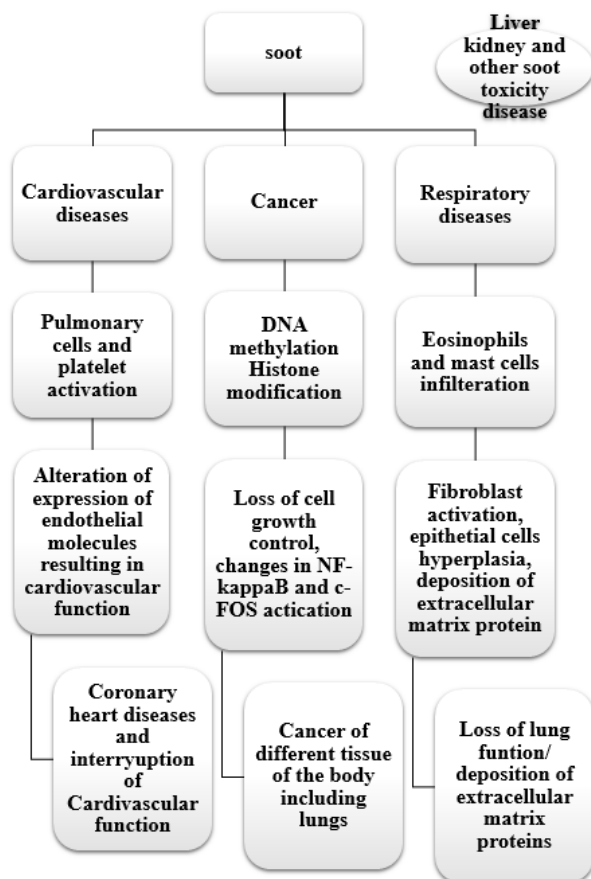 soot
Liver
kidney and
other soot
toxicity
disease
Cardiovascular
diseases
Cancer
Respiratory
diseases
Pulmonary
cells and
platelet
activation
DNA
methylation
Histone
modification
Eosinophils
and mast cells
infilteration
Alteration of
expression of
endothelial
molecules
resulting in
cardiovascular
function
Loss of cell
growth
control,
changes in NF-
kappaB and c-
FOS actication
Fibroblast
activation,
epithetial cells
hyperplasia,
deposition of
extracellular
matrix protein
Coronary
heart diseases
and
interryuption
of
Cardivascular
function
Cancer of
different tissue
of the body
including
lungs
Loss of lung
funtion/
deposition of
extracellular
matrix
proteins